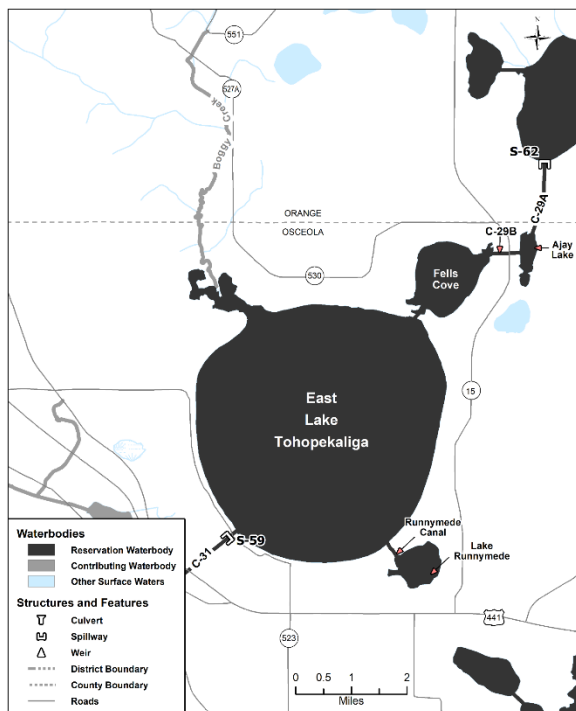 551
527A
Boggy Creek
S-62
C-29A
ORANGE
OSCEOLA
C-29B
Ajay
Lake
530
Fells
Cove
15
East
Lake
Tohopekaliga
Runnymede
Canal
Lake
Runnymede
S-59
C-31
441
523
0 0.5 1 2
Miles
Waterbodies
Reservation Waterbody
Contributing Waterbody
Other Surface Waters
Structures and Features
Culvert
Spillway
Weir
District Boundary
County Boundary
Roads